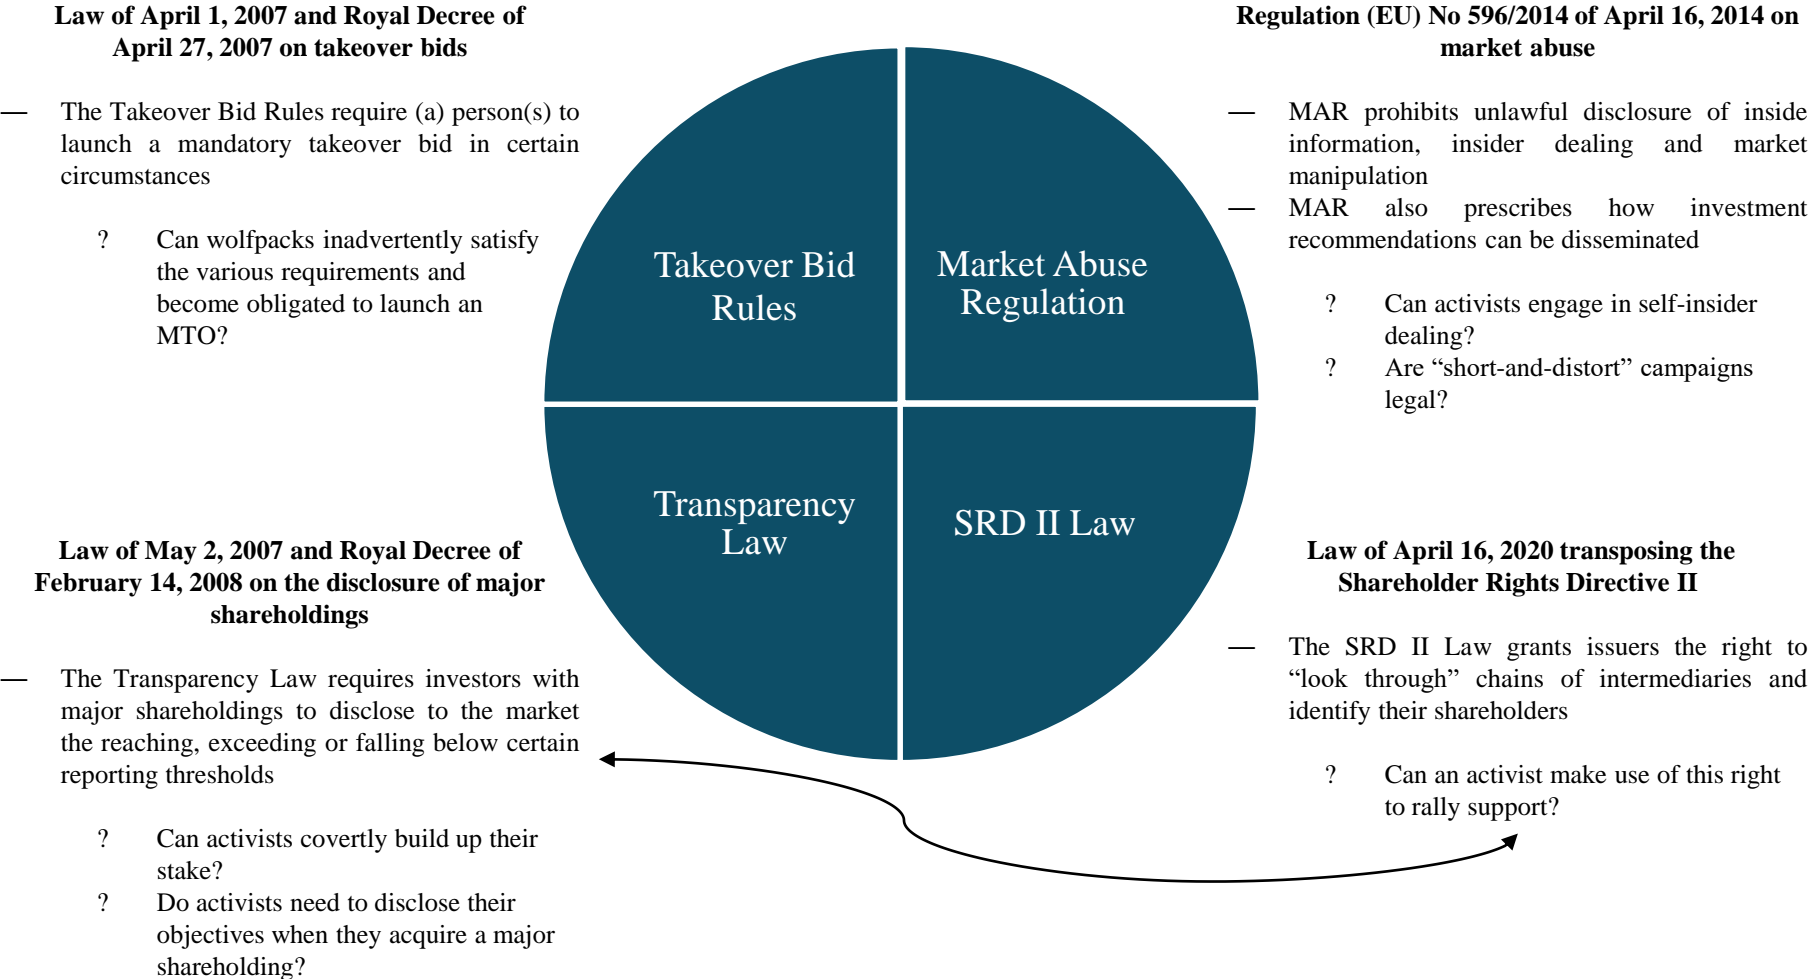 Law of April 1, 2007 and Royal Decree of
April 27, 2007 on takeover bids
— The Takeover Bid Rules require (a) person(s) to
launch a mandatory takeover bid in certain
circumstances
? Can wolfpacks inadvertently satisfy
the various requirements and
become obligated to launch an
MTO?
Regulation (EU) No 596/2014 of April 16, 2014 on
market abuse
— MAR prohibits unlawful disclosure of inside
information, insider dealing and market
manipulation
— MAR also prescribes how investment
recommendations can be disseminated
? Can activists engage in self-insider
dealing?
? Are “short-and-distort” campaigns
legal?
Takeover Bid
Rules
Market Abuse
Regulation
Transparency
Law
SRD II Law
Law of May 2, 2007 and Royal Decree of
February 14, 2008 on the disclosure of major
shareholdings
— The Transparency Law requires investors with
major shareholdings to disclose to the market
the reaching, exceeding or falling below certain
reporting thresholds
? Can activists covertly build up their
stake?
? Do activists need to disclose their
objectives when they acquire a major
shareholding?
Law of April 16, 2020 transposing the
Shareholder Rights Directive II
— The SRD II Law grants issuers the right to
“look through” chains of intermediaries and
identify their shareholders
? Can an activist make use of this right
to rally support?